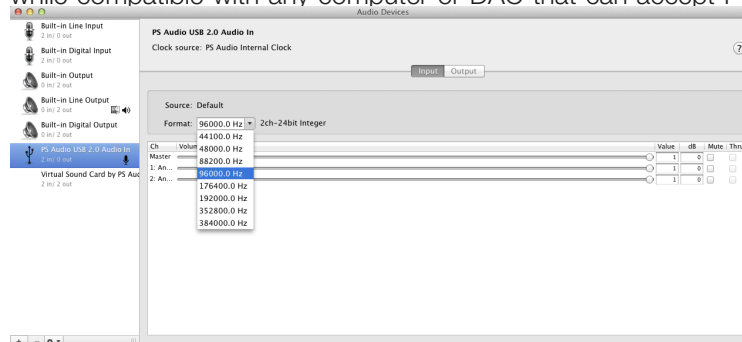 while compatible with any computer or DAC that can accept
Audio Devices
Built-in Line Input
2 in/ 0 out
Built-in Digital Input
2 in/ 0 out
Built-in Output
0 in/ 2 out
Built-in Line Output
0 in/ 2 out
Built-in Digital Output
0 in/ 2 out
PS Audio USB 2.0 Audio In
2 in/ 0 out
Virtual Sound Card by PS Aud
2 in/ 2 out
PS Audio USB 2.0 Audio In
Clock source: PS Audio Internal Clock
?
Input Output
Source: Default
Format: 96000.0 Hz 2ch-24bit Integer
44100.0 Hz
48000.0 Hz
88200.0 Hz
96000.0 Hz
176400.0 Hz
192000.0 Hz
352800.0 Hz
384000.0 Hz
Ch Volum Value dB Mute Thru
Master 1 0
1: An... 1 0
2: An... 1 0